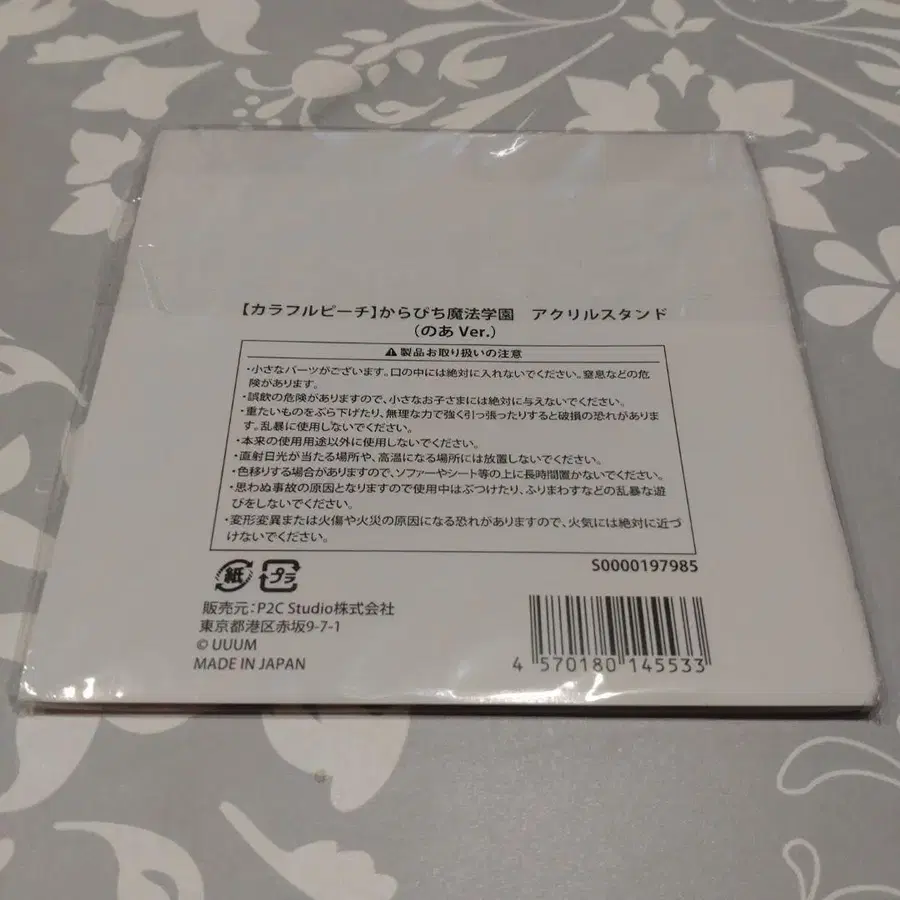 【カラフルピーチ】からぴち魔法学園　アクリルスタンド
（のあ Ver.）
⚠製品お取り扱いの注意
・小さなパーツがございます。口の中には絶対に入れないでください。窒息などの危
険があります。
・誤飲の危険がありますので、小さなお子さまには絶対に与えないでください。
・重たいものをぶら下げたり、無理な力で強く引っ張ったりすると破損の恐れがありま
す。乱暴に使用しないでください。
・本来の使用用途以外に使用しないでください。
・直射日光が当たる場所や、高温になる場所には放置しないでください。
・色移りする場合がありますので、ソファーやシート等の上に長時間置かないでください。
・思わぬ事故の原因となりますので使用中はぶつけたり、ふりまわすなどの乱暴な遊
びをしないでください。
・変形変異または火傷や火災の原因になる恐れがありますので、火気には絶対に近づ
けないでください。
S0000197985
紙 プラ
販売元：P2C Studio株式会社
東京都港区赤坂9-7-1
© UUUM
MADE IN JAPAN
4 570180 145533